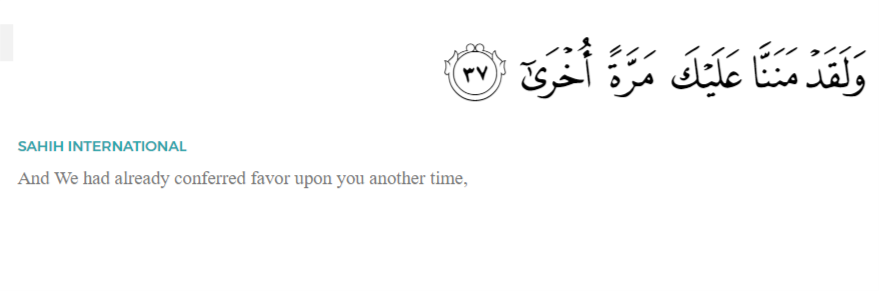 وَلَقَدْ مَنَنَّا عَلَيْكَ مَرَّةً أُخْرَىٰٓ ٣٧
SAHIH INTERNATIONAL
And We had already conferred favor upon you another time,